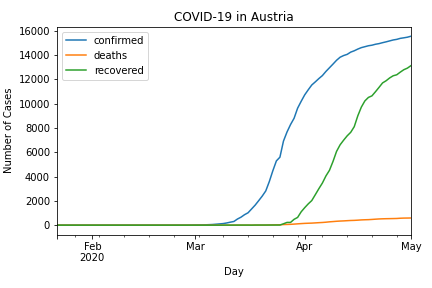 COVID-19 in Austria
confirmed
deaths
recovered
Number of Cases
16000
14000
12000
10000
8000
6000
4000
2000
0
Feb
2020
Mar
Apr
May
Day